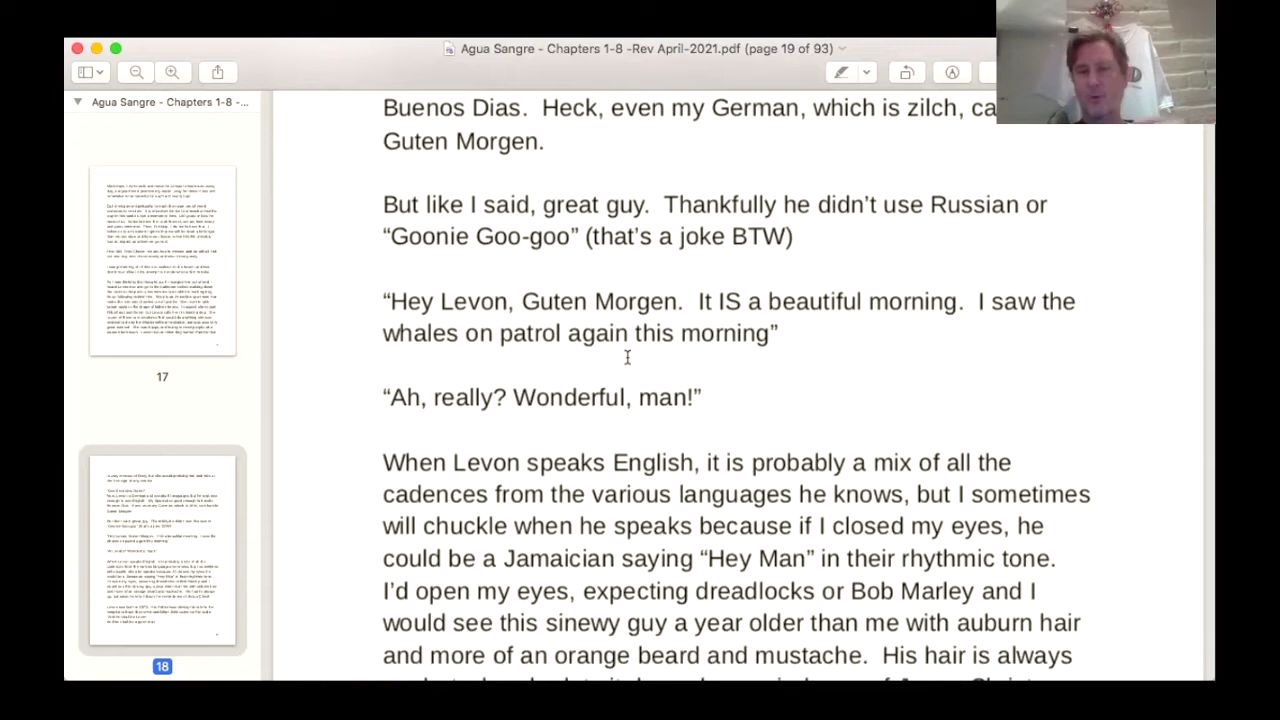 Agua Sangre - Chapters 1-8 -Rev April-2021.pdf (page 19 of 93)
Agua Sangre - Chapters 1-8 -...
17
18
Buenos Dias.  Heck, even my German, which is zilch,
Guten Morgen.
But like I said, great guy.  Thankfully he didn’t use Russian or
“Goonie Goo-goo” (that’s a joke BTW)
“Hey Levon, Guten Morgen.  It IS a beautiful morning.  I saw the
whales on patrol again this morning”
“Ah, really? Wonderful, man!”
When Levon speaks English, it is probably a mix of all the
cadences from the various languages he knows, but I sometimes
will chuckle when he speaks because if I closed my eyes, he
could be a Jamaician saying “Hey Man” in their rhythmic tone.
I’d open my eyes, expecting dreadlocks or Bob Marley and I
would see this sinewy guy a year older than me with auburn hair
and more of an orange beard and mustache.  His hair is always